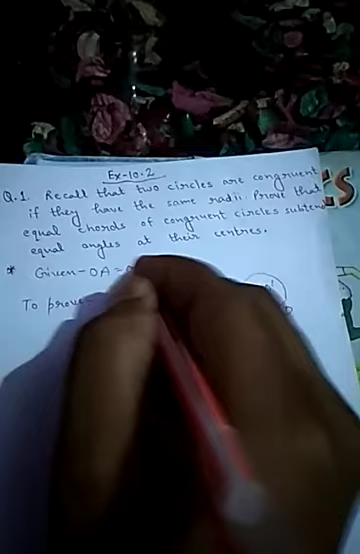 Ex-10.2
Q.1. Recall that two circles are congruent
if they have the same radii. Prove that
equal chords of congruent circles subtend
equal angles at their centres.
* Given - OA =
To prove -